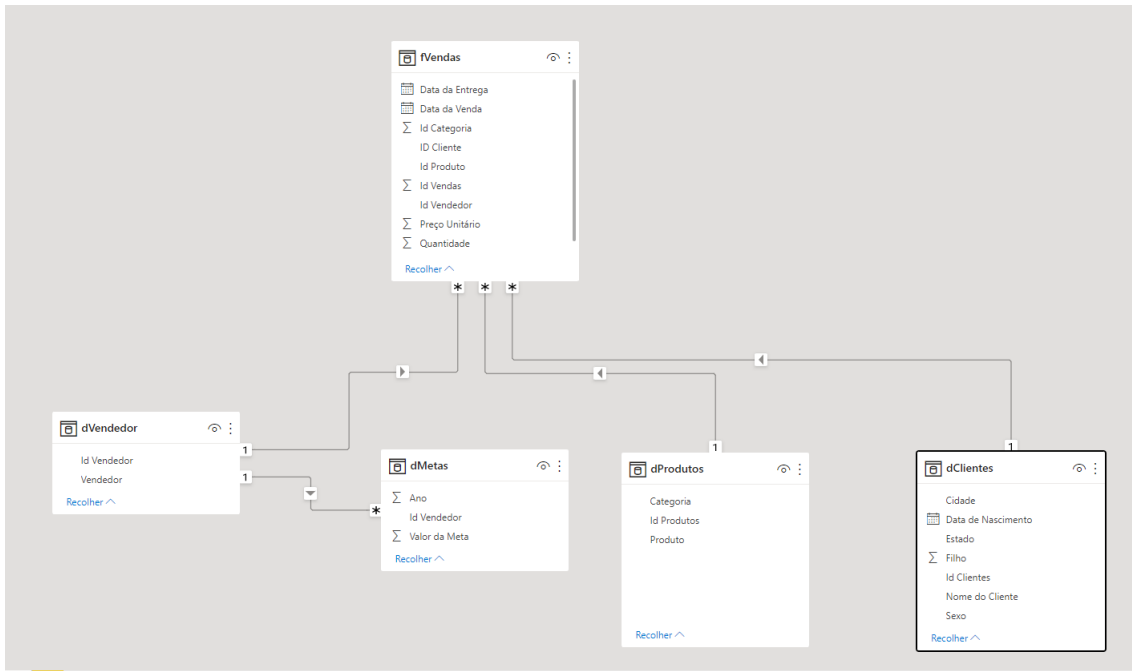 fVendas
Data da Entrega
Data da Venda
Σ Id Categoria
ID Cliente
Id Produto
Σ Id Vendas
Id Vendedor
Σ Preço Unitário
Σ Quantidade
Recolher
* * *
dVendedor
Id Vendedor
Vendedor
Recolher
1
1
*
dMetas
Σ Ano
Id Vendedor
Σ Valor da Meta
Recolher
1
dProdutos
Categoria
Id Produtos
Produto
Recolher
1
dClientes
Cidade
Data de Nascimento
Estado
Σ Filho
Id Clientes
Nome do Cliente
Sexo
Recolher